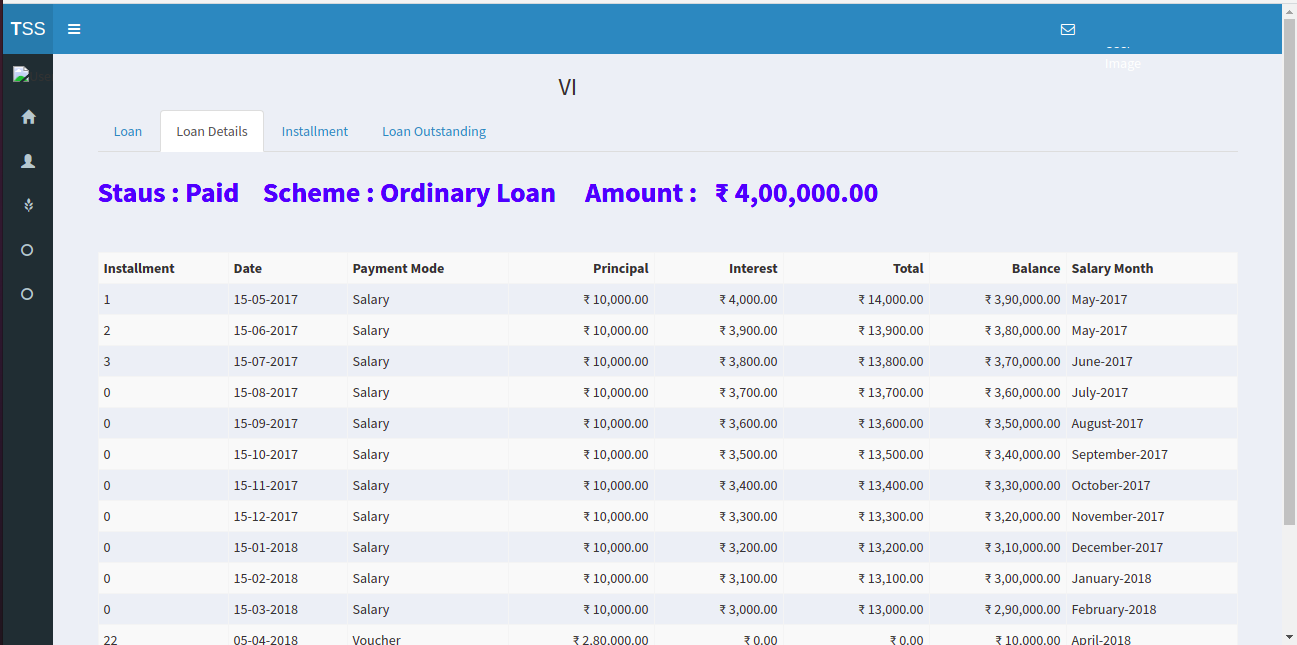 TSS
Image
VI
Loan Loan Details Installment Loan Outstanding
Staus : Paid Scheme : Ordinary Loan Amount : ₹ 4,00,000.00
Installment Date Payment Mode Principal Interest Total Balance Salary Month
1 15-05-2017 Salary ₹ 10,000.00 ₹ 4,000.00 ₹ 14,000.00 ₹ 3,90,000.00 May-2017
2 15-06-2017 Salary ₹ 10,000.00 ₹ 3,900.00 ₹ 13,900.00 ₹ 3,80,000.00 May-2017
3 15-07-2017 Salary ₹ 10,000.00 ₹ 3,800.00 ₹ 13,800.00 ₹ 3,70,000.00 June-2017
0 15-08-2017 Salary ₹ 10,000.00 ₹ 3,700.00 ₹ 13,700.00 ₹ 3,60,000.00 July-2017
0 15-09-2017 Salary ₹ 10,000.00 ₹ 3,600.00 ₹ 13,600.00 ₹ 3,50,000.00 August-2017
0 15-10-2017 Salary ₹ 10,000.00 ₹ 3,500.00 ₹ 13,500.00 ₹ 3,40,000.00 September-2017
0 15-11-2017 Salary ₹ 10,000.00 ₹ 3,400.00 ₹ 13,400.00 ₹ 3,30,000.00 October-2017
0 15-12-2017 Salary ₹ 10,000.00 ₹ 3,300.00 ₹ 13,300.00 ₹ 3,20,000.00 November-2017
0 15-01-2018 Salary ₹ 10,000.00 ₹ 3,200.00 ₹ 13,200.00 ₹ 3,10,000.00 December-2017
0 15-02-2018 Salary ₹ 10,000.00 ₹ 3,100.00 ₹ 13,100.00 ₹ 3,00,000.00 January-2018
0 15-03-2018 Salary ₹ 10,000.00 ₹ 3,000.00 ₹ 13,000.00 ₹ 2,90,000.00 February-2018
22 05-04-2018 Voucher ₹ 2,80,000.00 ₹ 0.00 ₹ 0.00 ₹ 10,000.00 April-2018